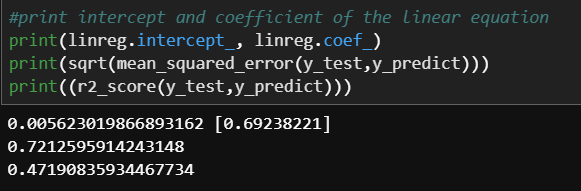 #print intercept and coefficient of the linear equation
print(linreg.intercept_, linreg.coef_)
print(sqrt(mean_squared_error(y_test,y_predict)))
print((r2_score(y_test,y_predict)))
0.005623019866893162 [0.69238221]
0.7212595914243148
0.47190835934467734